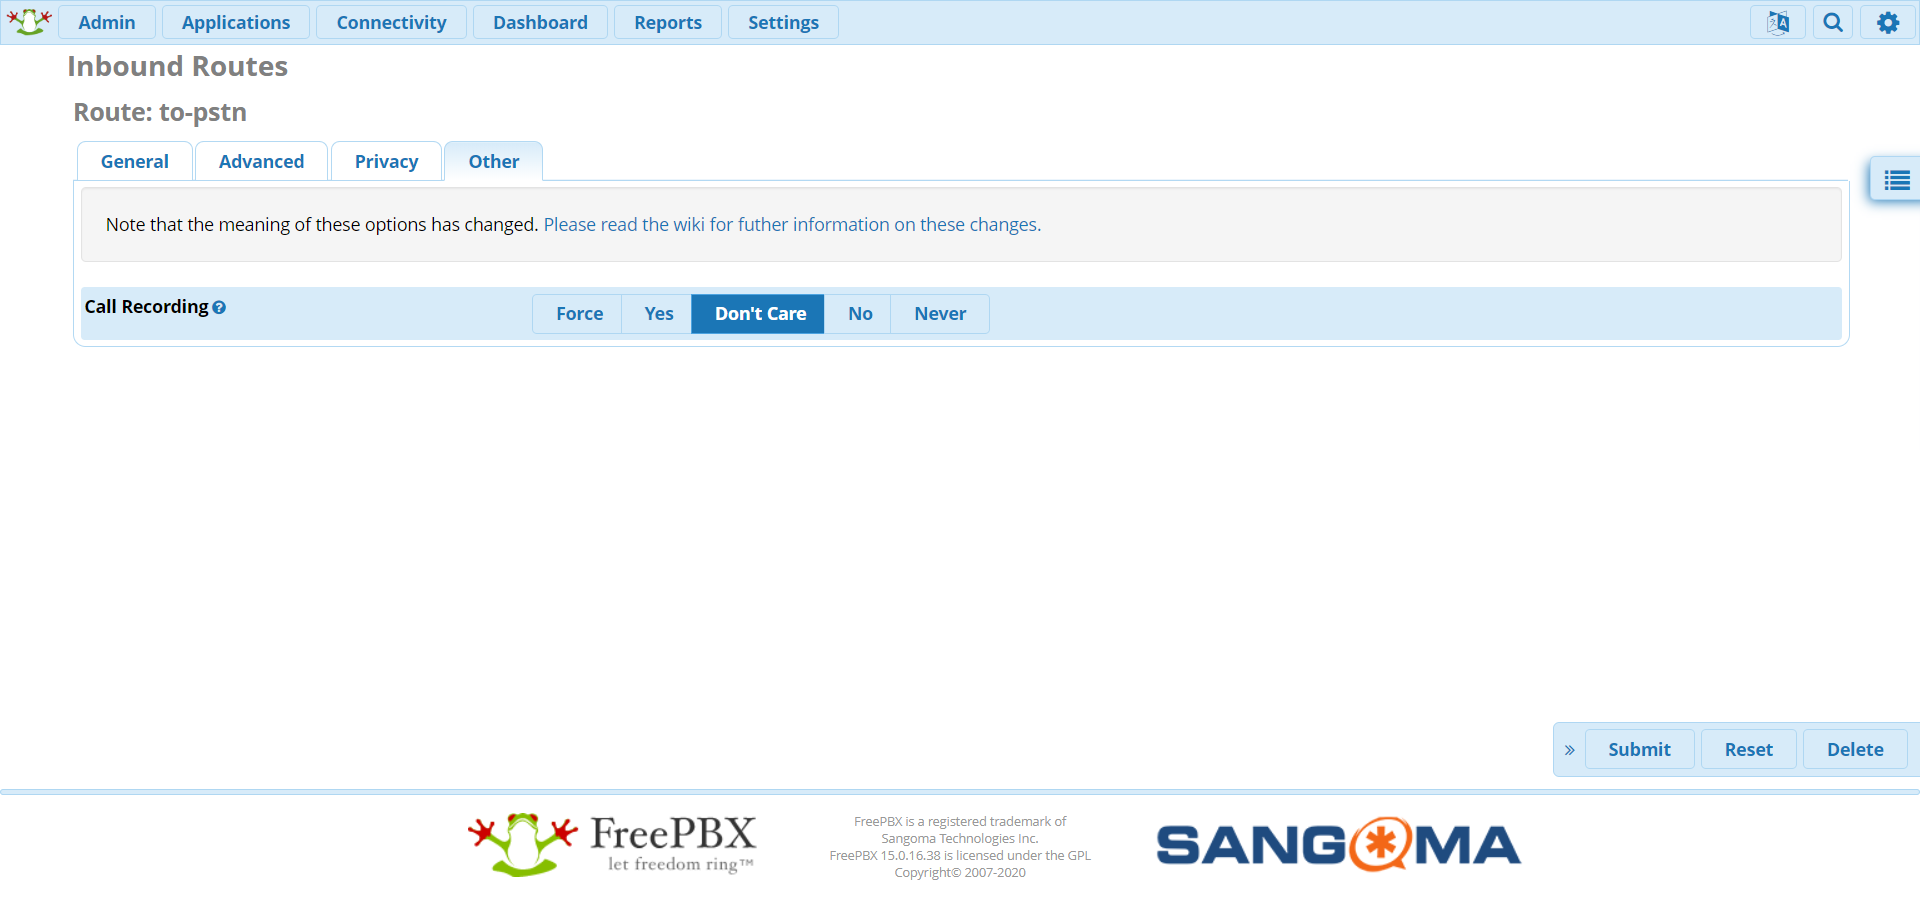 Admin Applications Connectivity Dashboard Reports Settings
Inbound Routes
Route: to-pstn
General Advanced Privacy Other
Note that the meaning of these options has changed. Please read the wiki for futher information on these changes.
Call Recording Force Yes Don't Care No Never
» Submit Reset Delete
FreePBX
let freedom ring™
FreePBX is a registered trademark of
Sangoma Technologies Inc.
FreePBX 15.0.16.38 is licensed under the GPL
Copyright© 2007-2020
SANGOMA